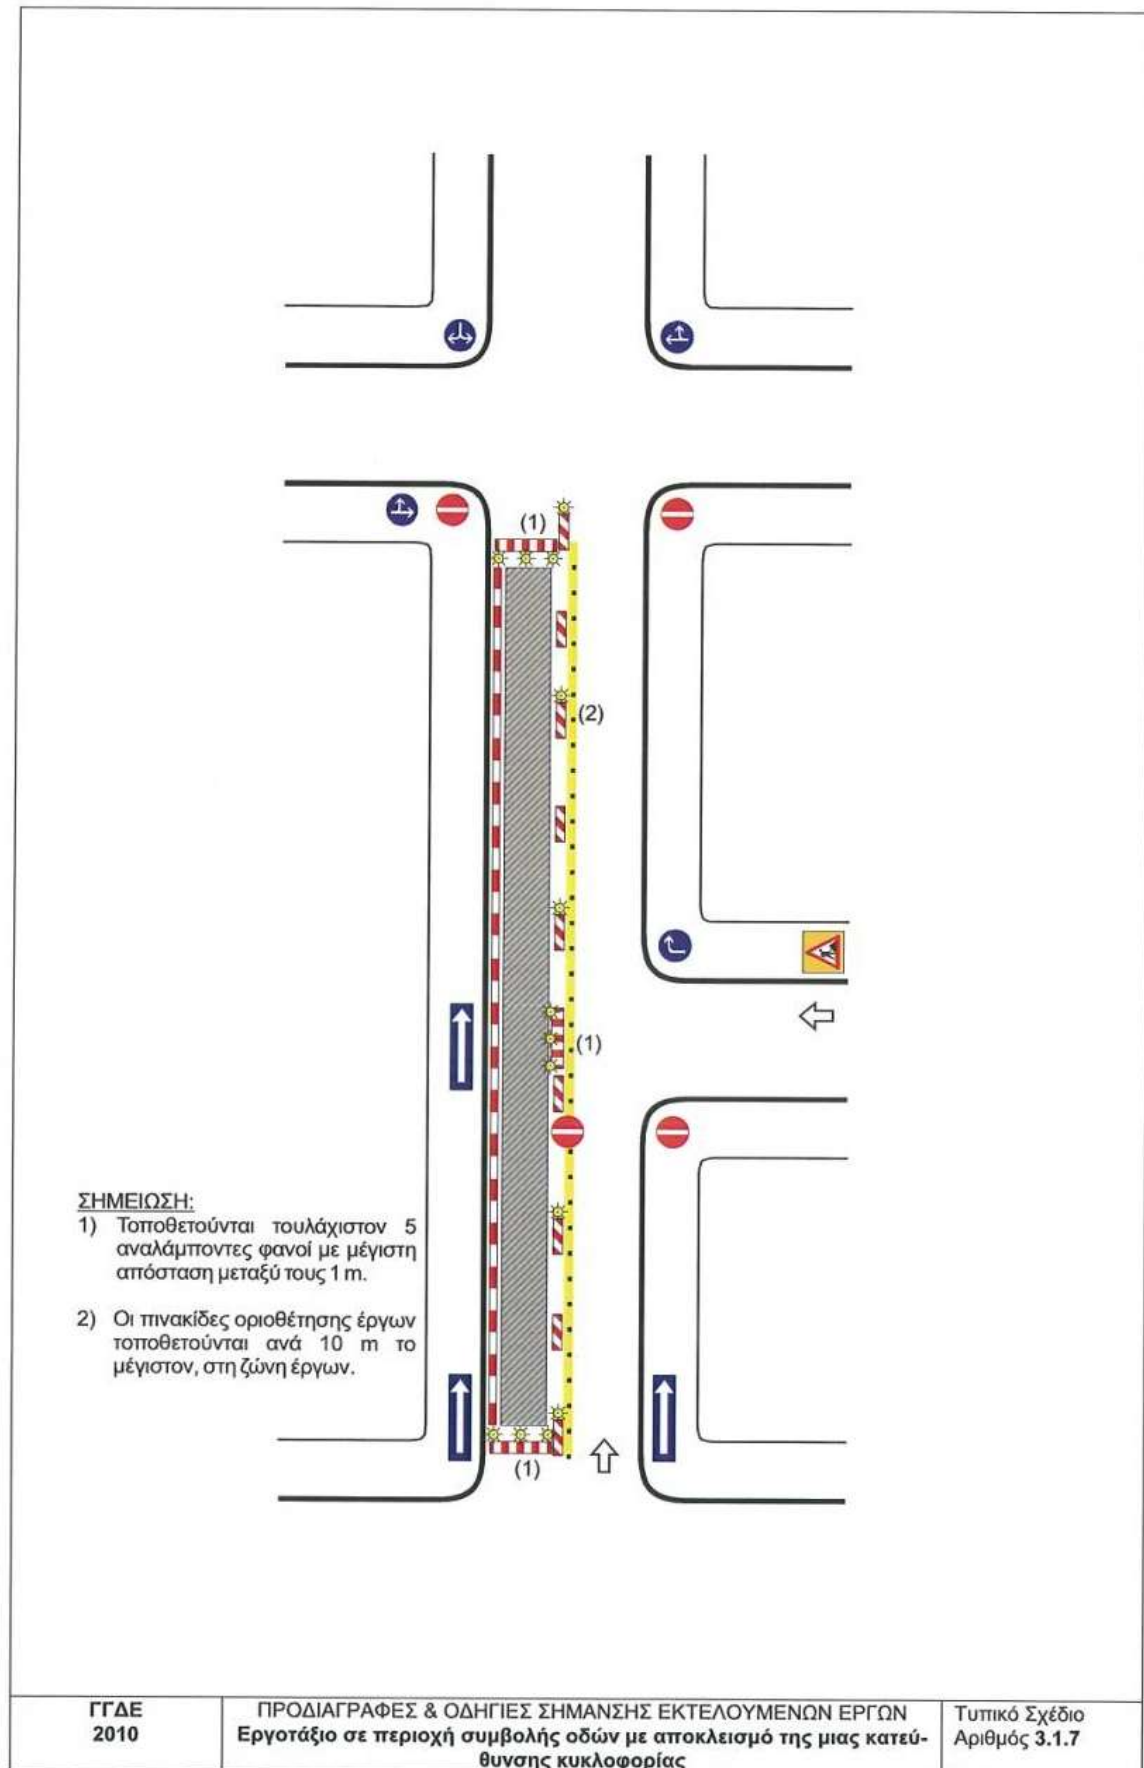 (1)
(2)
(1)
ΣΗΜΕΙΩΣΗ:
1) Τοποθετούνται τουλάχιστον 5
αναλάμποντες φανοί με μέγιστη
απόσταση μεταξύ τους 1 m.
2) Οι πινακίδες οριοθέτησης έργων
τοποθετούνται ανά 10 m το
μέγιστον, στη ζώνη έργων.
(1)
ΓΓΔΕ
2010
ΠΡΟΔΙΑΓΡΑΦΕΣ & ΟΔΗΓΙΕΣ ΣΗΜΑΝΣΗΣ ΕΚΤΕΛΟΥΜΕΝΩΝ ΕΡΓΩΝ
Εργοτάξιο σε περιοχή συμβολής οδών με αποκλεισμό της μιας κατεύ-
θυνσης κυκλοφορίας
Τυπικό Σχέδιο
Αριθμός 3.1.7